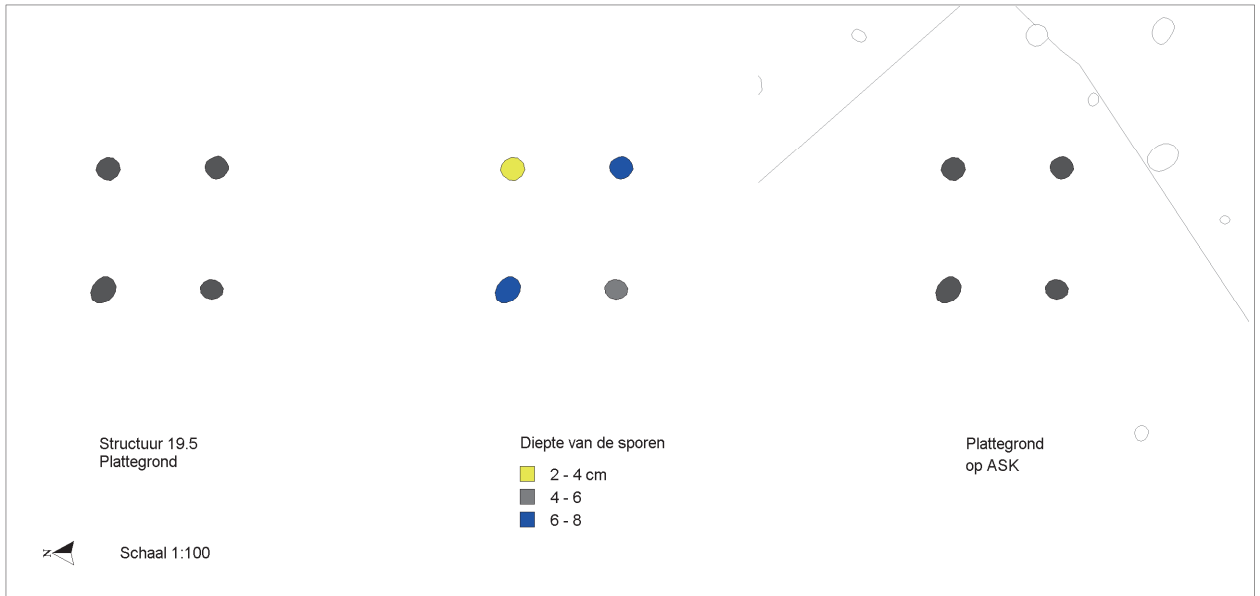 Structuur 19.5
Plattegrond
Diepte van de sporen
2 - 4 cm
4 - 6
6 - 8
Plattegrond
op ASK
N
Schaal 1:100